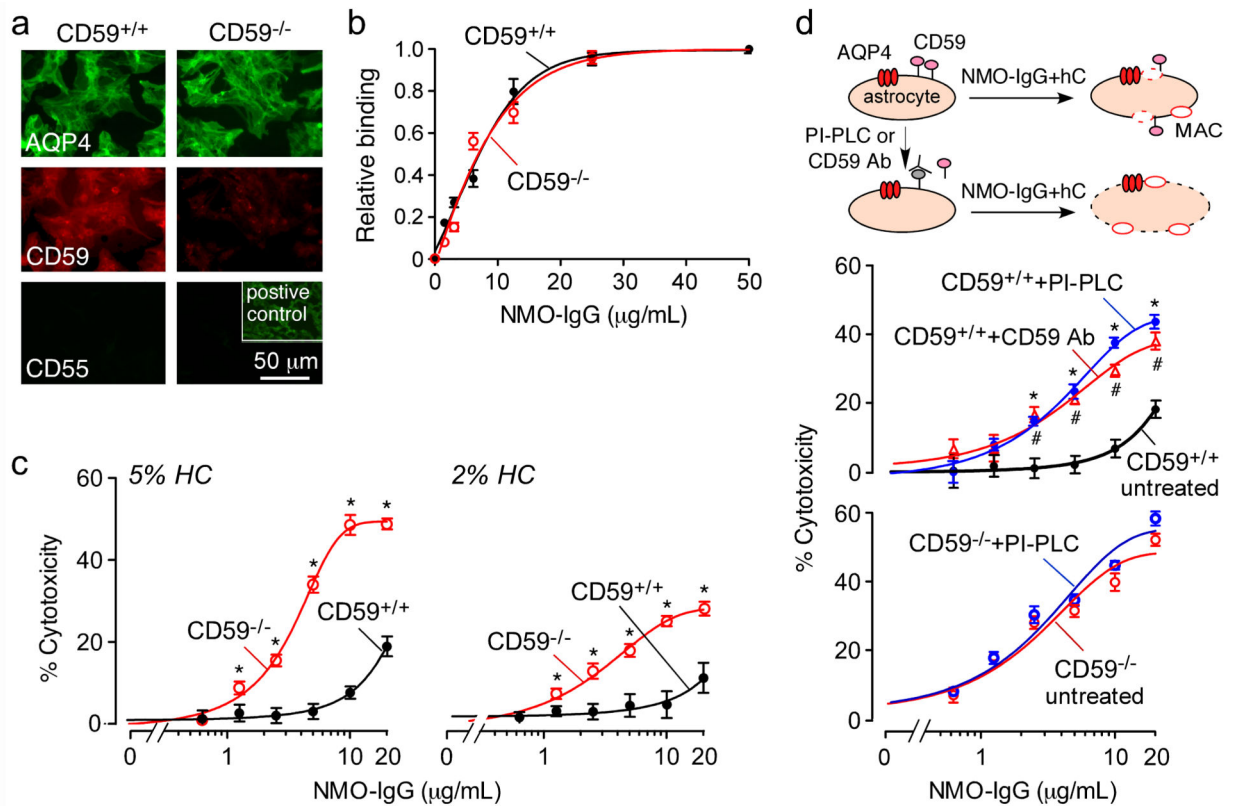 a
CD59+/+ CD59-/-
AQP4
CD59
CD55
postive
control
50 μm
b
Relative binding
1.0
0.8
0.6
0.4
0.2
0
CD59+/+
CD59-/-
0 10 20 30 40 50
NMO-IgG (μg/mL)
c
5% HC
% Cytotoxicity
60
40
20
0
CD59-/-
CD59+/+
* * * * *
0 1 10 20
2% HC
CD59-/-
CD59+/+
* * * * *
0 1 10 20
NMO-IgG (μg/mL)
d
AQP4 CD59
astrocyte
NMO-IgG+hC
MAC
PI-PLC or
CD59 Ab
NMO-IgG+hC
% Cytotoxicity
60
40
20
0
CD59+/++PI-PLC
CD59+/++CD59 Ab
* * * *
# # # #
CD59+/+
untreated
% Cytotoxicity
60
40
20
0
CD59-/-+PI-PLC
CD59-/-
untreated
0 1 10 20
NMO-IgG (μg/mL)